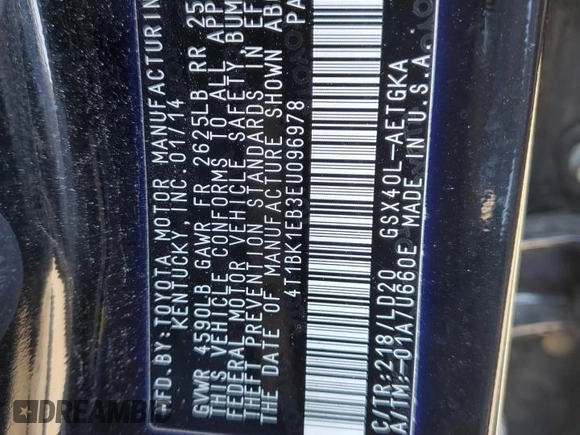 MFD. BY: TOYOTA MOTOR MANUFACTURIN
KENTUCKY, INC. 01/14
GVWR 4590LB GAWR FR 2625LB RR 25
THIS VEHICLE CONFORMS TO ALL APP
FEDERAL MOTOR VEHICLE SAFETY, BUM
THEFT PREVENTION STANDARDS IN EF
THE DATE OF MANUFACTURE SHOWN AB
4T1BK1EB3EU096978 PA
C/TR: 218/LD20 GSX40L-AETGKA
A/TM: -01A/U660E MADE IN U.S.A.
DREAMBID